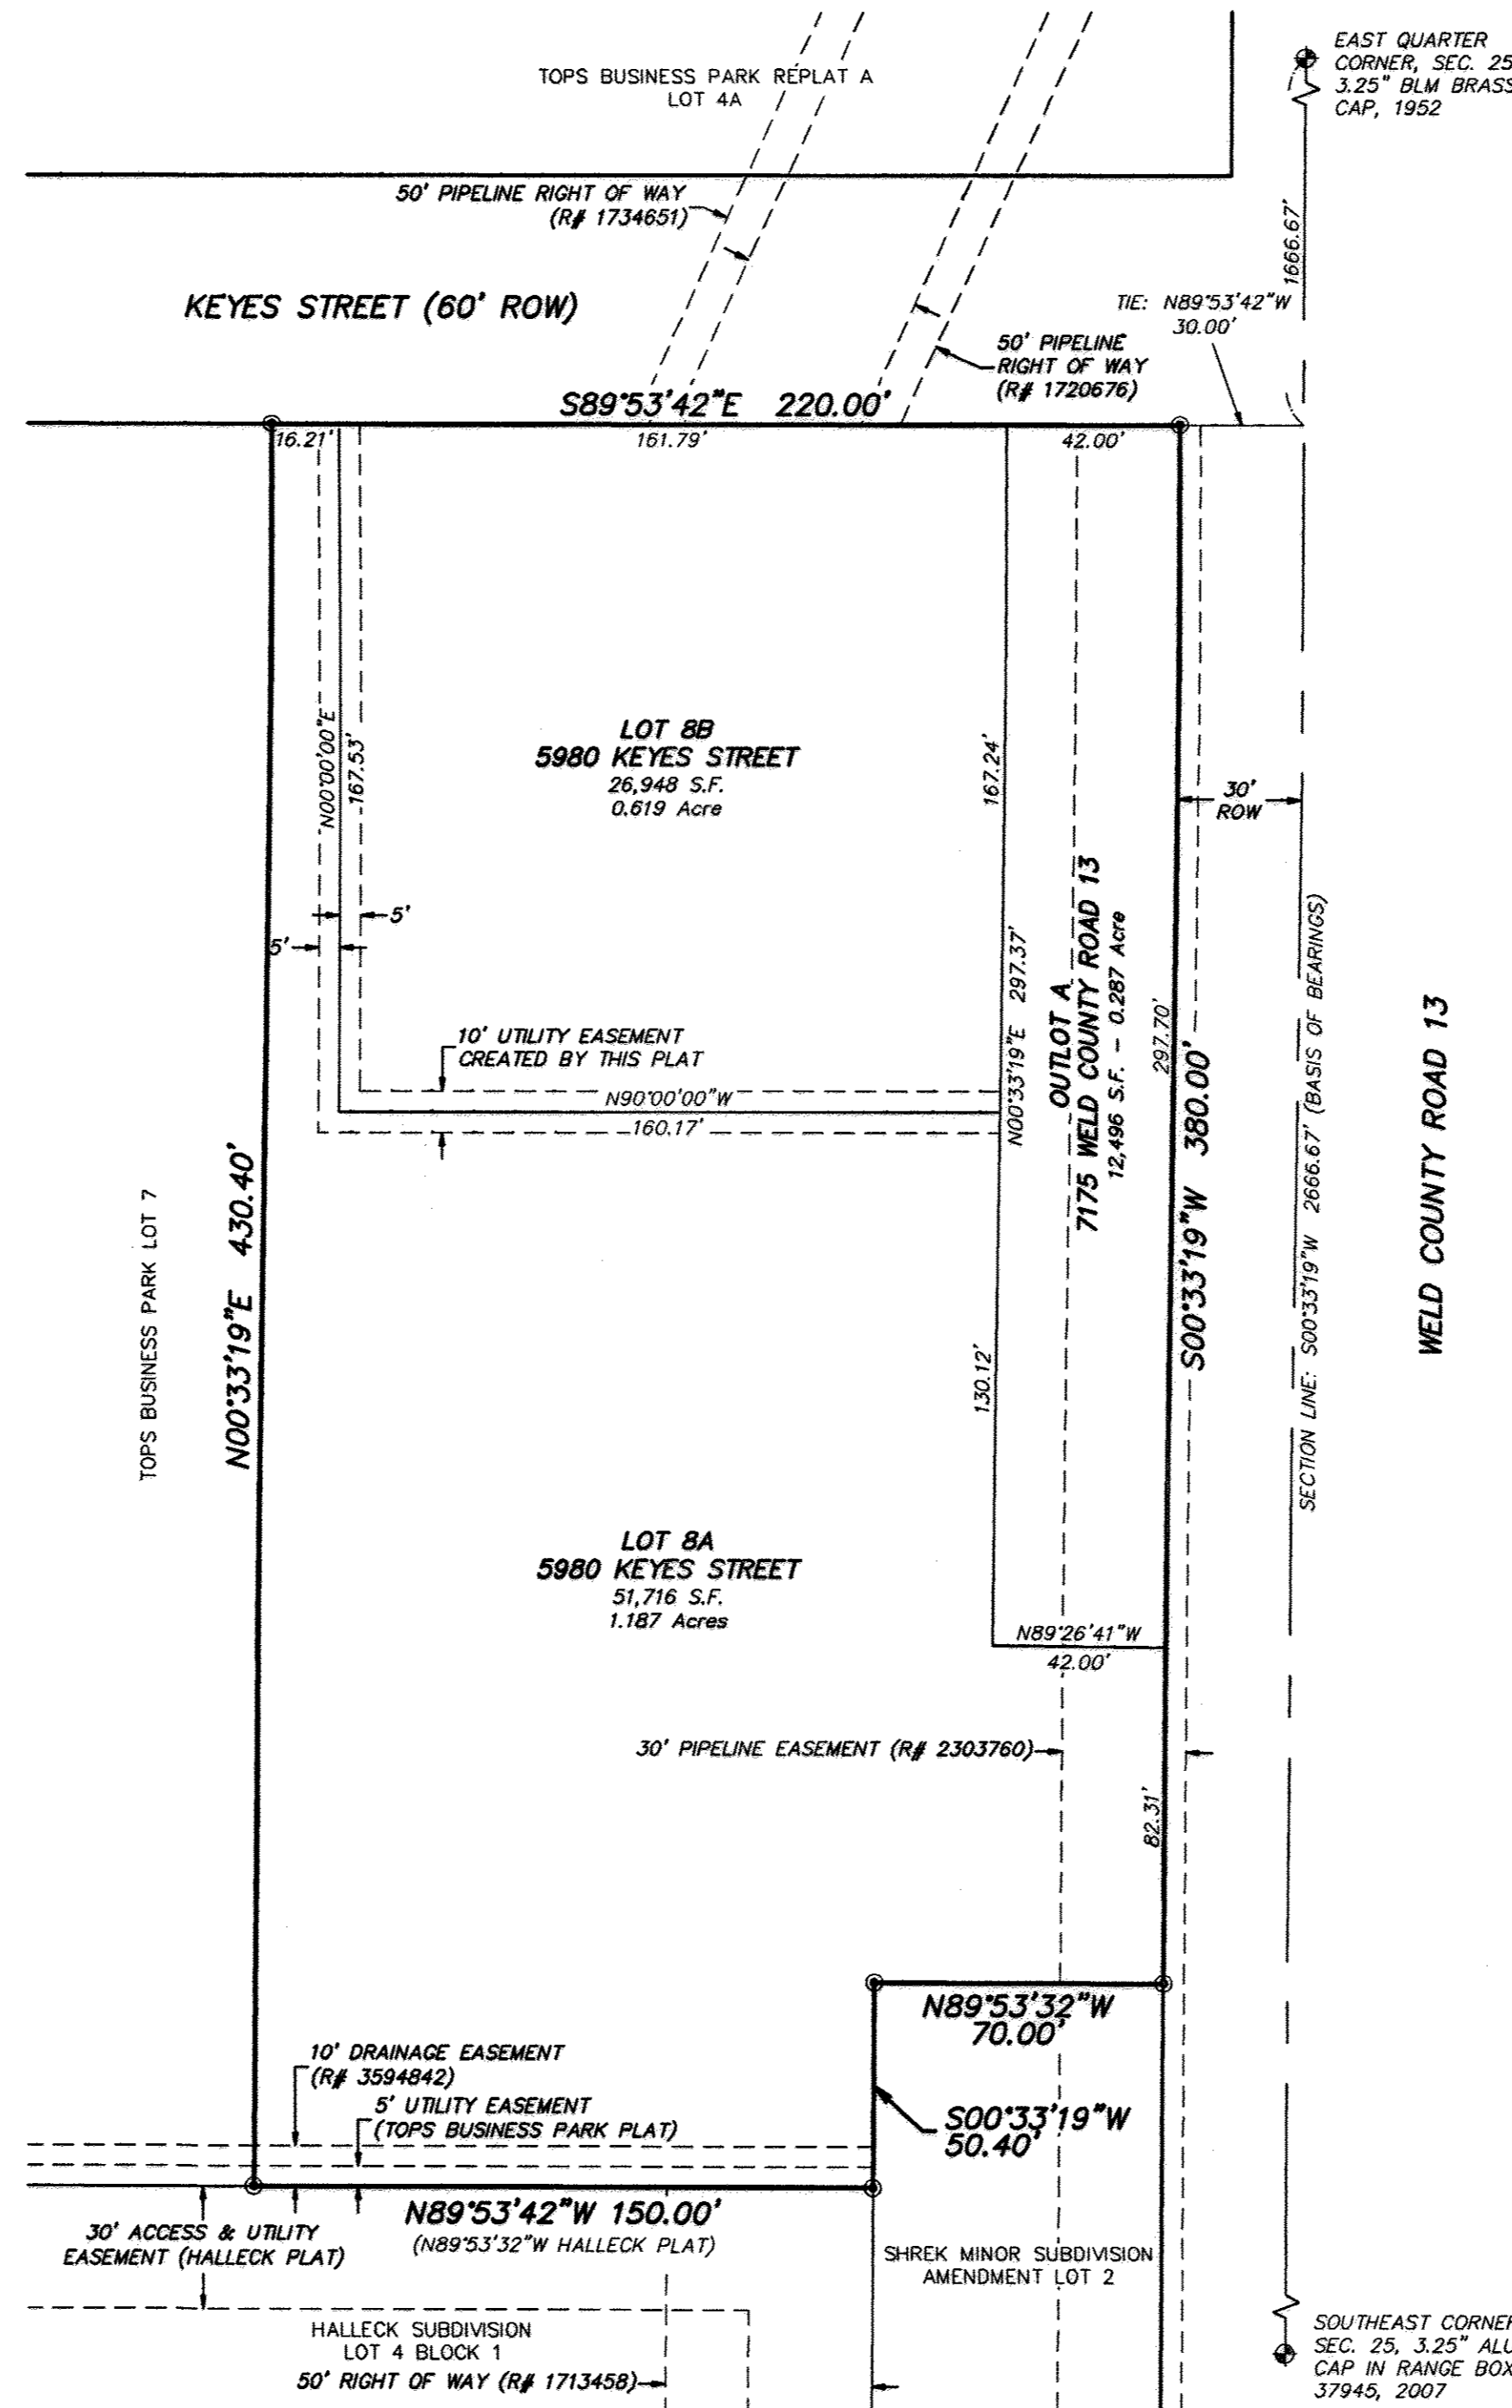 TOPS BUSINESS PARK REPLAT A
LOT 4A
EAST QUARTER
CORNER, SEC. 25
3.25" BLM BRASS
CAP, 1952
50' PIPELINE RIGHT OF WAY
(R# 1734651)
1666.67'
KEYES STREET (60' ROW)
TIE: N89°53'42"W
30.00'
50' PIPELINE
RIGHT OF WAY
(R# 1720676)
S89°53'42"E 220.00'
16.21'
161.79'
42.00'
N00°00'00"E
167.53'
LOT 8B
5980 KEYES STREET
26,948 S.F.
0.619 Acre
167.24'
30'
ROW
5'
5'
OUTLOT A
7175 WELD COUNTY ROAD 13
12,496 S.F. - 0.287 Acre
N00°33'19"E 297.37'
297.70'
10' UTILITY EASEMENT
CREATED BY THIS PLAT
N90°00'00"W
160.17'
S00°33'19"W 380.00'
SECTION LINE: S00°33'19"W 2666.67' (BASIS OF BEARINGS)
WELD COUNTY ROAD 13
TOPS BUSINESS PARK LOT 7
N00°33'19"E 430.40'
130.12'
LOT 8A
5980 KEYES STREET
51,716 S.F.
1.187 Acres
N89°26'41"W
42.00'
30' PIPELINE EASEMENT (R# 2303760)
82.31'
N89°53'32"W
70.00'
10' DRAINAGE EASEMENT
(R# 3594842)
5' UTILITY EASEMENT
(TOPS BUSINESS PARK PLAT)
S00°33'19"W
50.40'
N89°53'42"W 150.00'
(N89°53'32"W HALLECK PLAT)
30' ACCESS & UTILITY
EASEMENT (HALLECK PLAT)
SHREK MINOR SUBDIVISION
AMENDMENT LOT 2
HALLECK SUBDIVISION
LOT 4 BLOCK 1
50' RIGHT OF WAY (R# 1713458)
SOUTHEAST CORNER
SEC. 25, 3.25" ALU
CAP IN RANGE BOX
37945, 2007